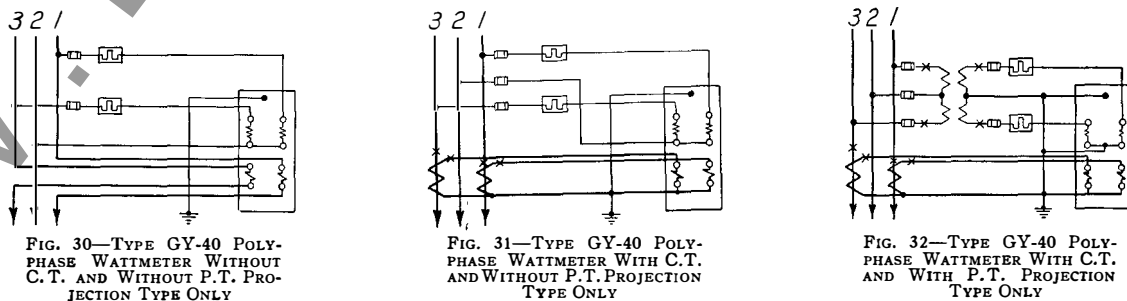 3 2 1
3 2 1
3 2 1
FIG. 30—TYPE GY-40 POLY-
PHASE WATTMETER WITHOUT
C.T. AND WITHOUT P.T. PRO-
JECTION TYPE ONLY
FIG. 31—TYPE GY-40 POLY-
PHASE WATTMETER WITH C.T.
AND WITHOUT P.T. PROJECTION
TYPE ONLY
FIG. 32—TYPE GY-40 POLY-
PHASE WATTMETER WITH C.T.
AND WITH P.T. PROJECTION
TYPE ONLY